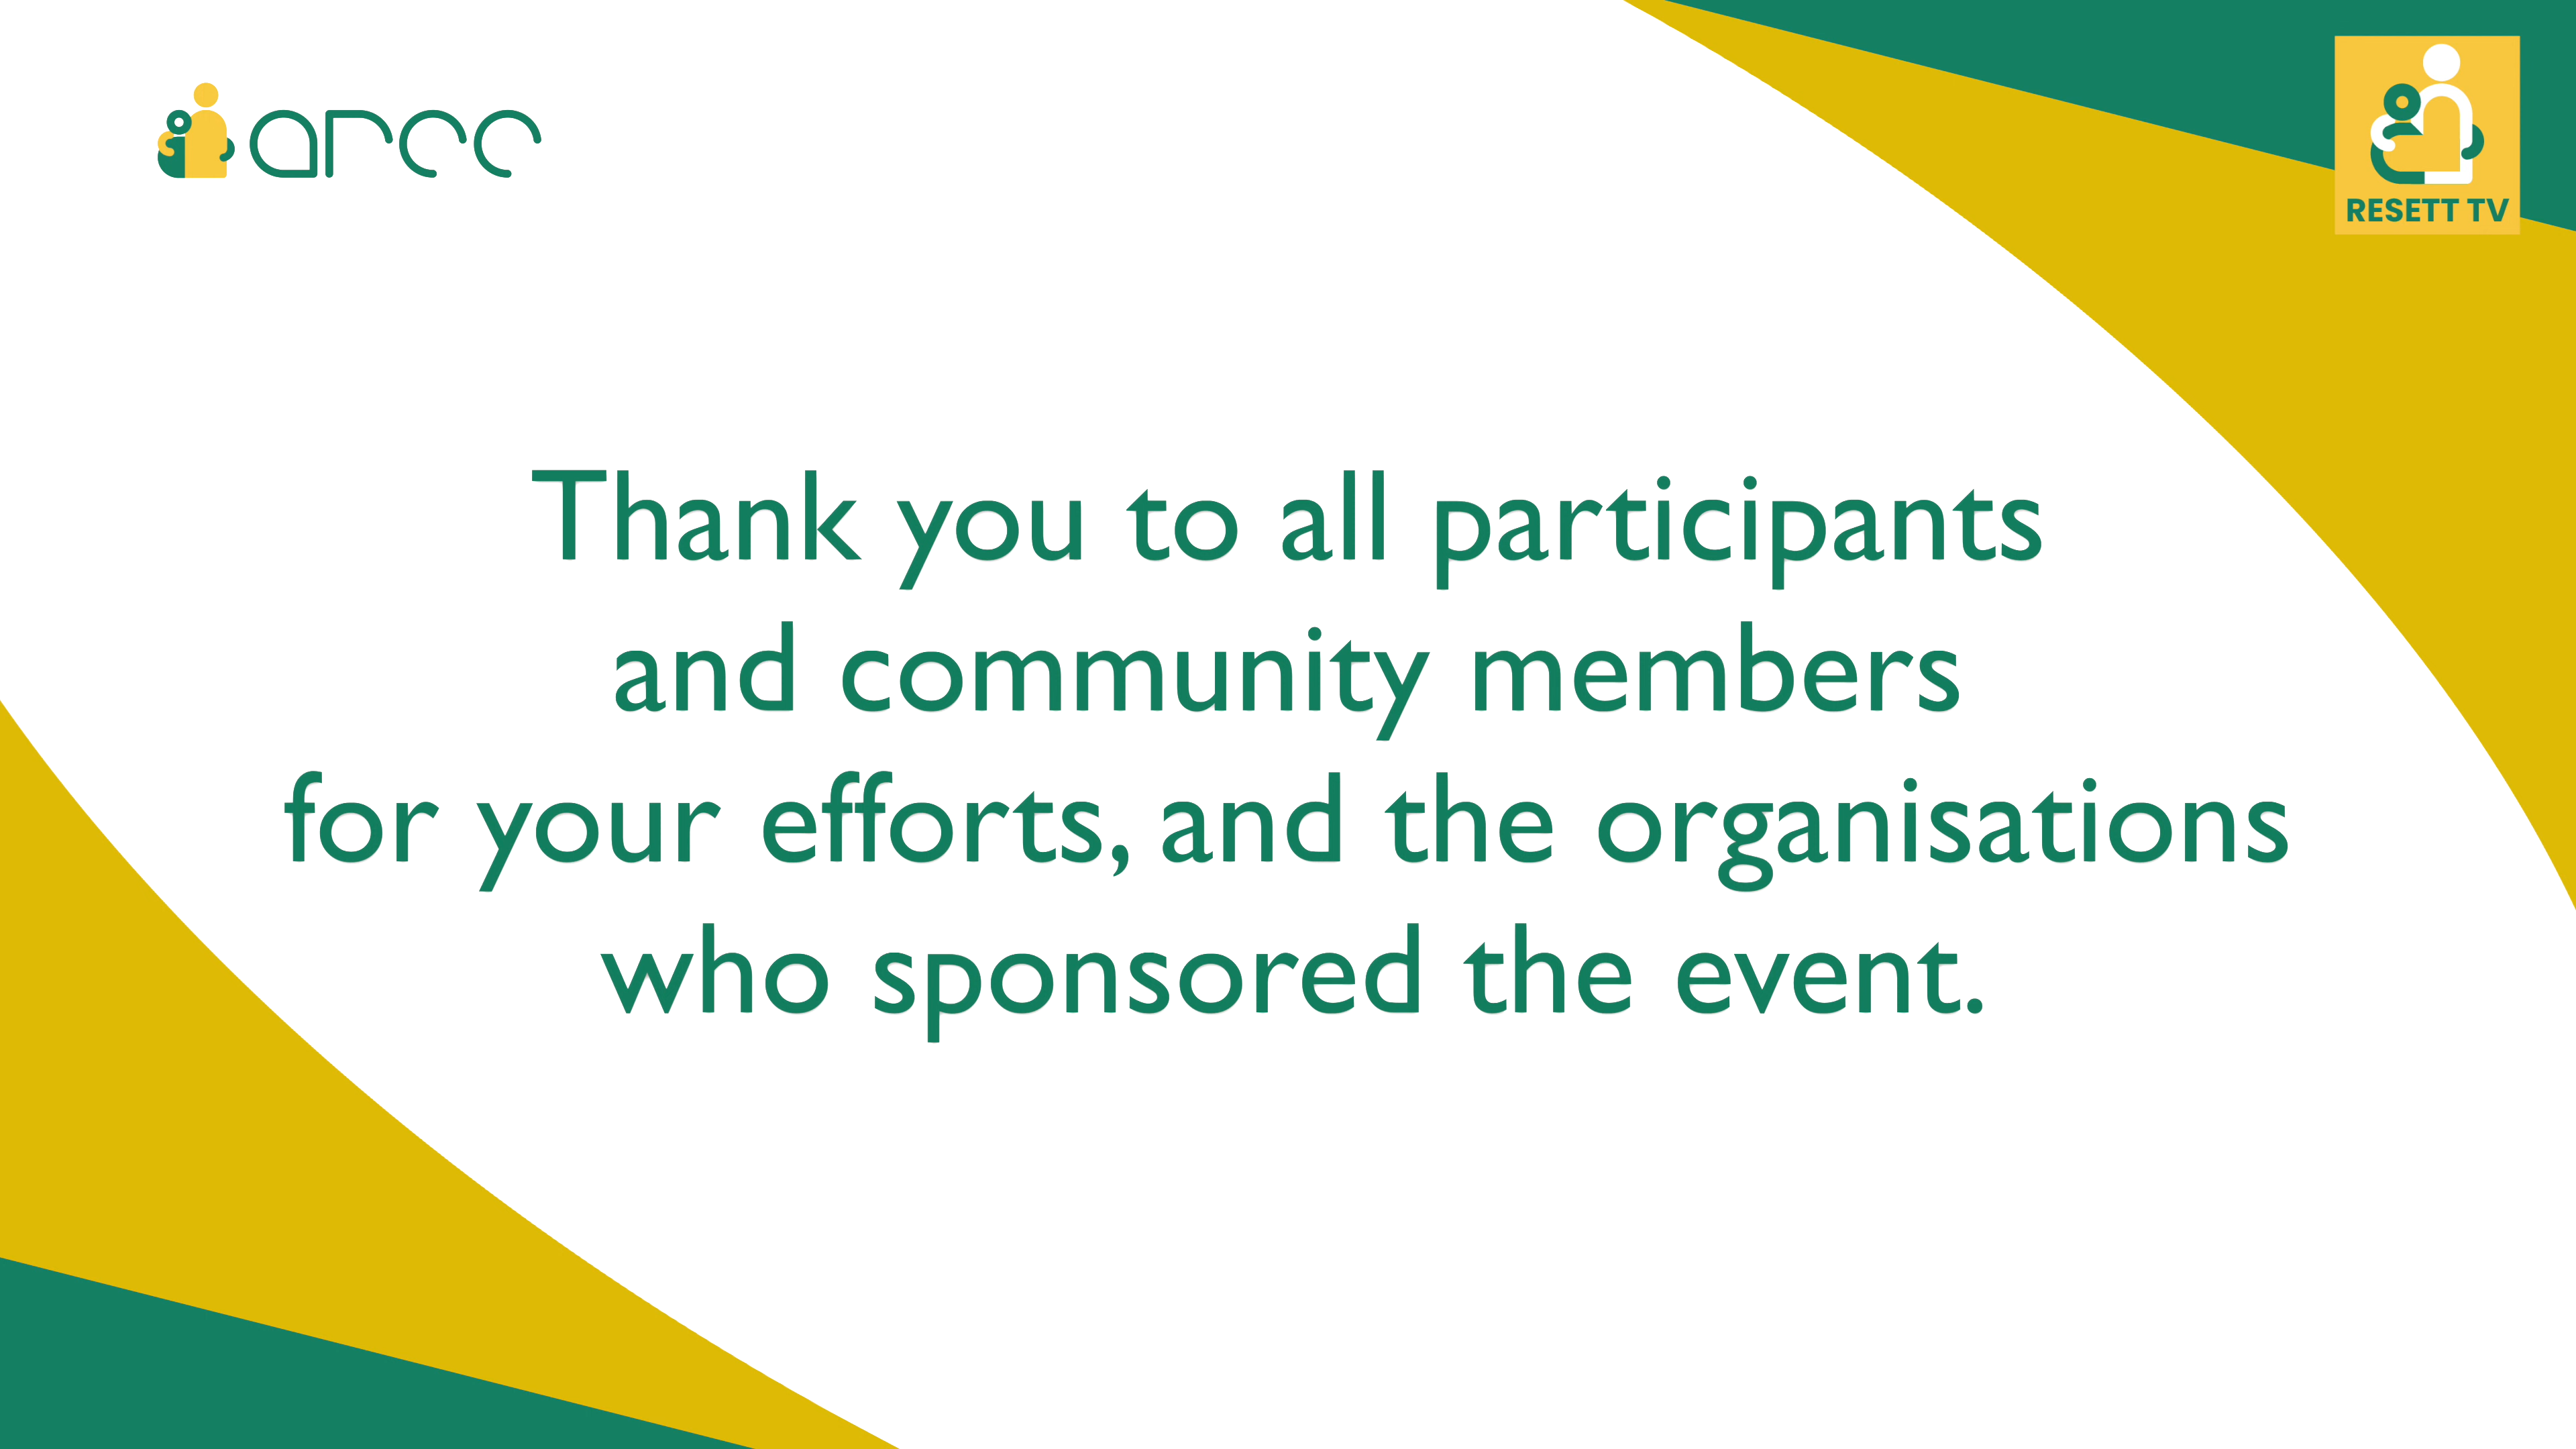 arcc
RESETT TV
Thank you to all participants
and community members
for your efforts, and the organisations
who sponsored the event.